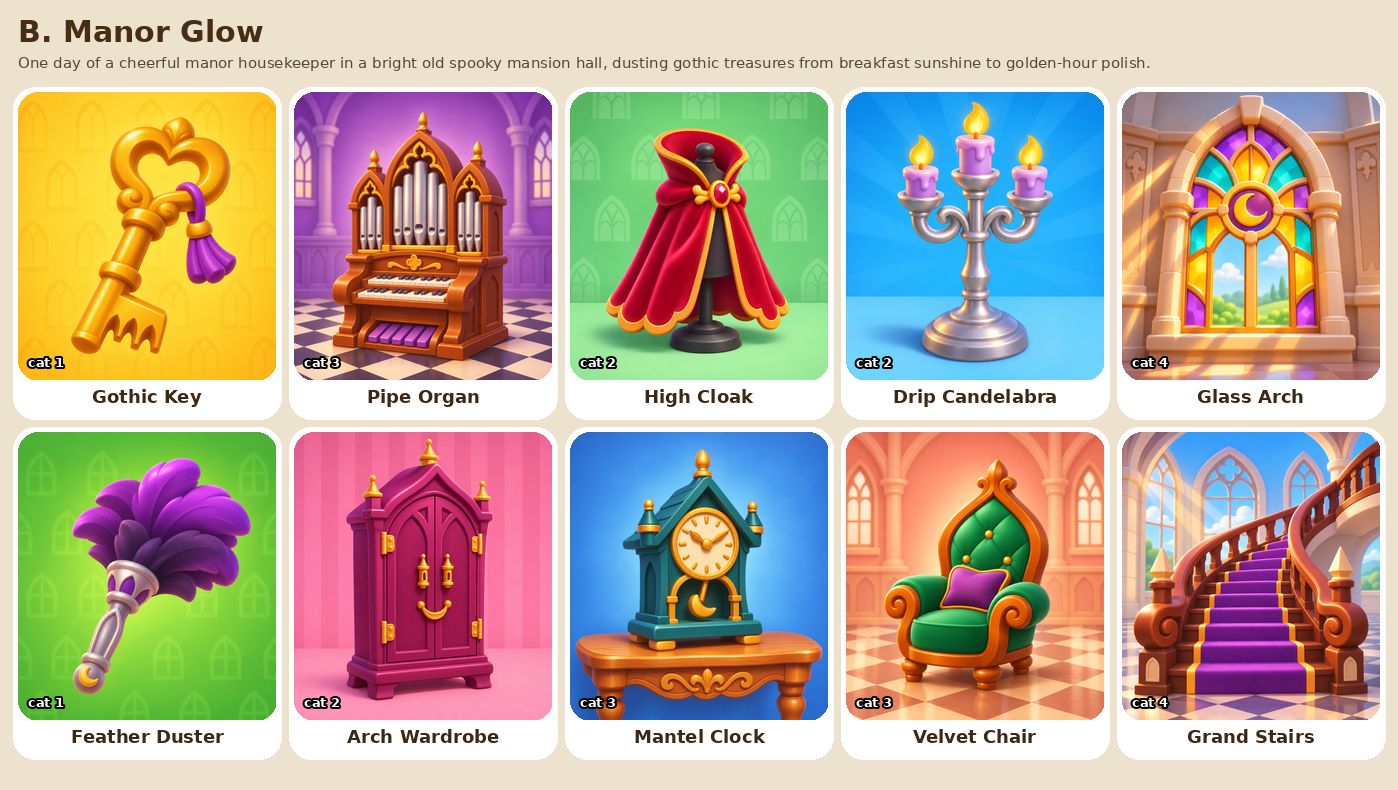 B. Manor Glow
One day of a cheerful manor housekeeper in a bright old spooky mansion hall, dusting gothic treasures from breakfast sunshine to golden-hour polish.
cat 1
Gothic Key
cat 3
Pipe Organ
cat 2
High Cloak
cat 2
Drip Candelabra
cat 4
Glass Arch
cat 1
Feather Duster
cat 2
Arch Wardrobe
cat 3
Mantel Clock
cat 3
Velvet Chair
cat 4
Grand Stairs